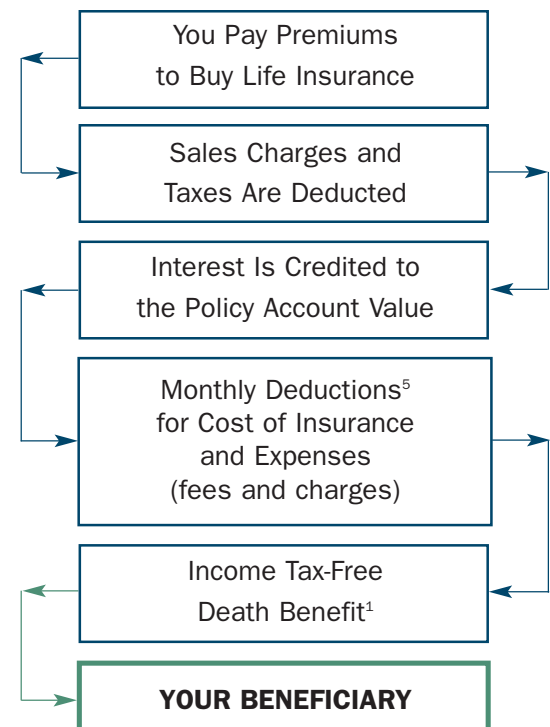 You Pay Premiums
to Buy Life Insurance
Sales Charges and
Taxes Are Deducted
Interest Is Credited to
the Policy Account Value
Monthly Deductions⁵
for Cost of Insurance
and Expenses
(fees and charges)
Income Tax-Free
Death Benefit¹
YOUR BENEFICIARY